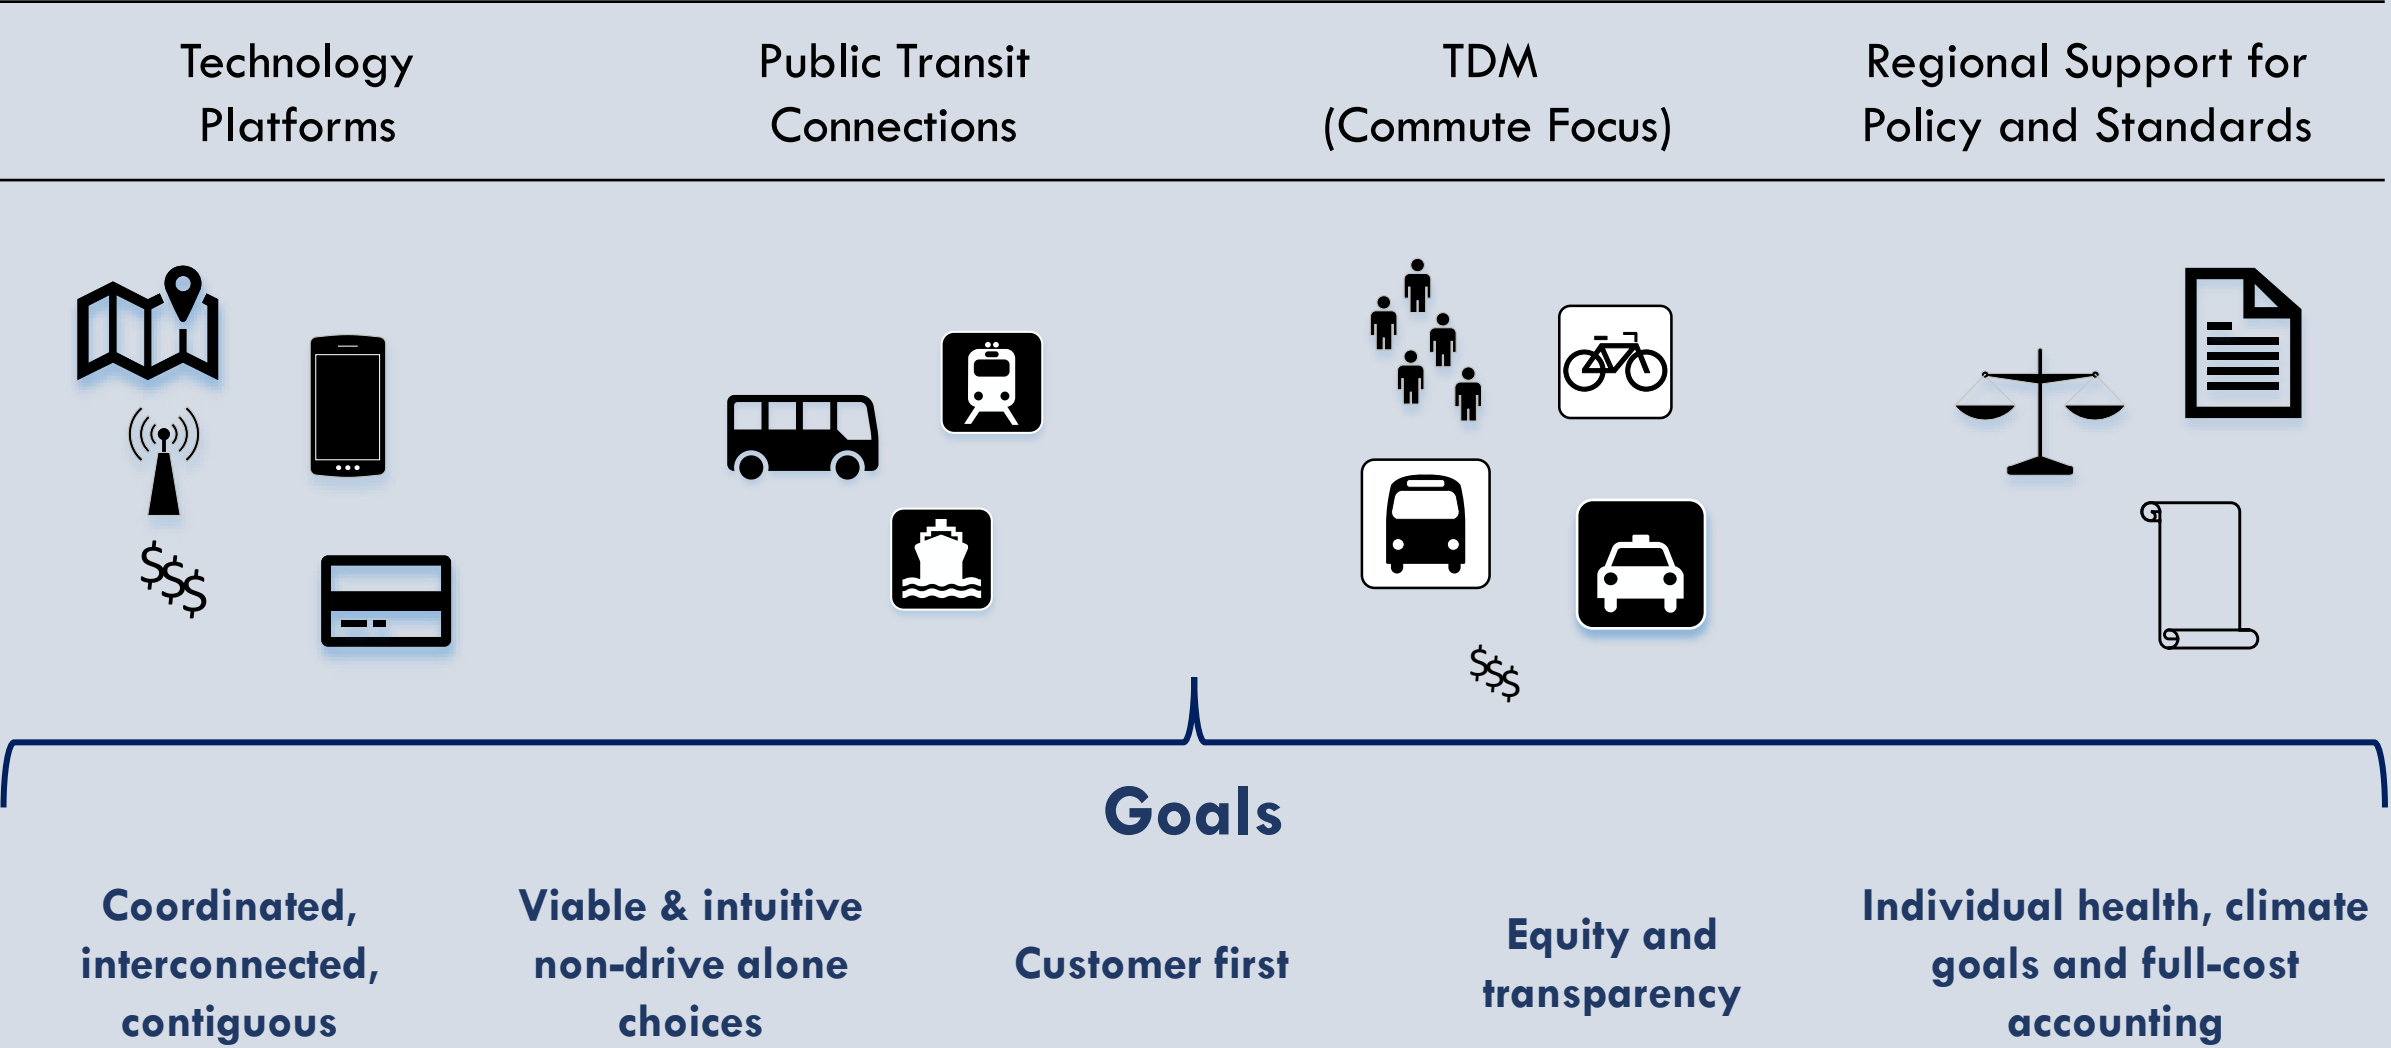 Technology
Platforms
Public Transit
Connections
TDM
(Commute Focus)
Regional Support for
Policy and Standards
$$$
$$$
Goals
Coordinated,
interconnected,
contiguous
Viable & intuitive
non-drive alone
choices
Customer first
Equity and
transparency
Individual health, climate
goals and full-cost
accounting